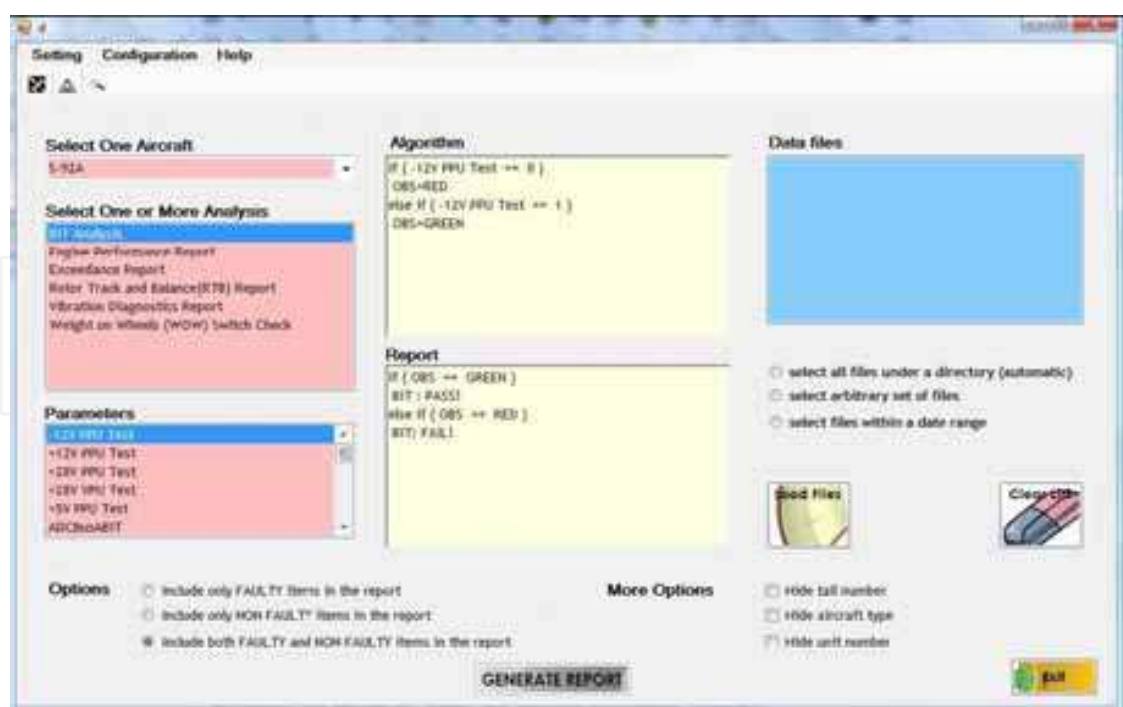 Setting Configuration Help
Select One Aircraft
S-92A
Select One or More Analysis
BIT Analysis
Engine Performance Report
Exceedance Report
Rotor Track and Balance(RTB) Report
Vibration Diagnostics Report
Weight on Wheels (WOW) Switch Check
Parameters
-12V PPU Test
+12V PPU Test
+28V PPU Test
+28V VPU Test
+5V PPU Test
Algorithm
if ( -12V PPU Test == 0 )
OBS=RED
else if ( -12V PPU Test == 1 )
OBS=GREEN
Report
if ( OBS == GREEN )
BIT : PASS!
else if ( OBS == RED )
BIT: FAIL!
Data files
select all files under a directory (automatic)
select arbitrary set of files
select files within a date range
Load Files
Clear
Options
include only FAULTY items in the report
include only NON FAULTY items in the report
include both FAULTY and NON FAULTY items in the report
More Options
Hide tail number
Hide aircraft type
Hide unit number
GENERATE REPORT
Exit